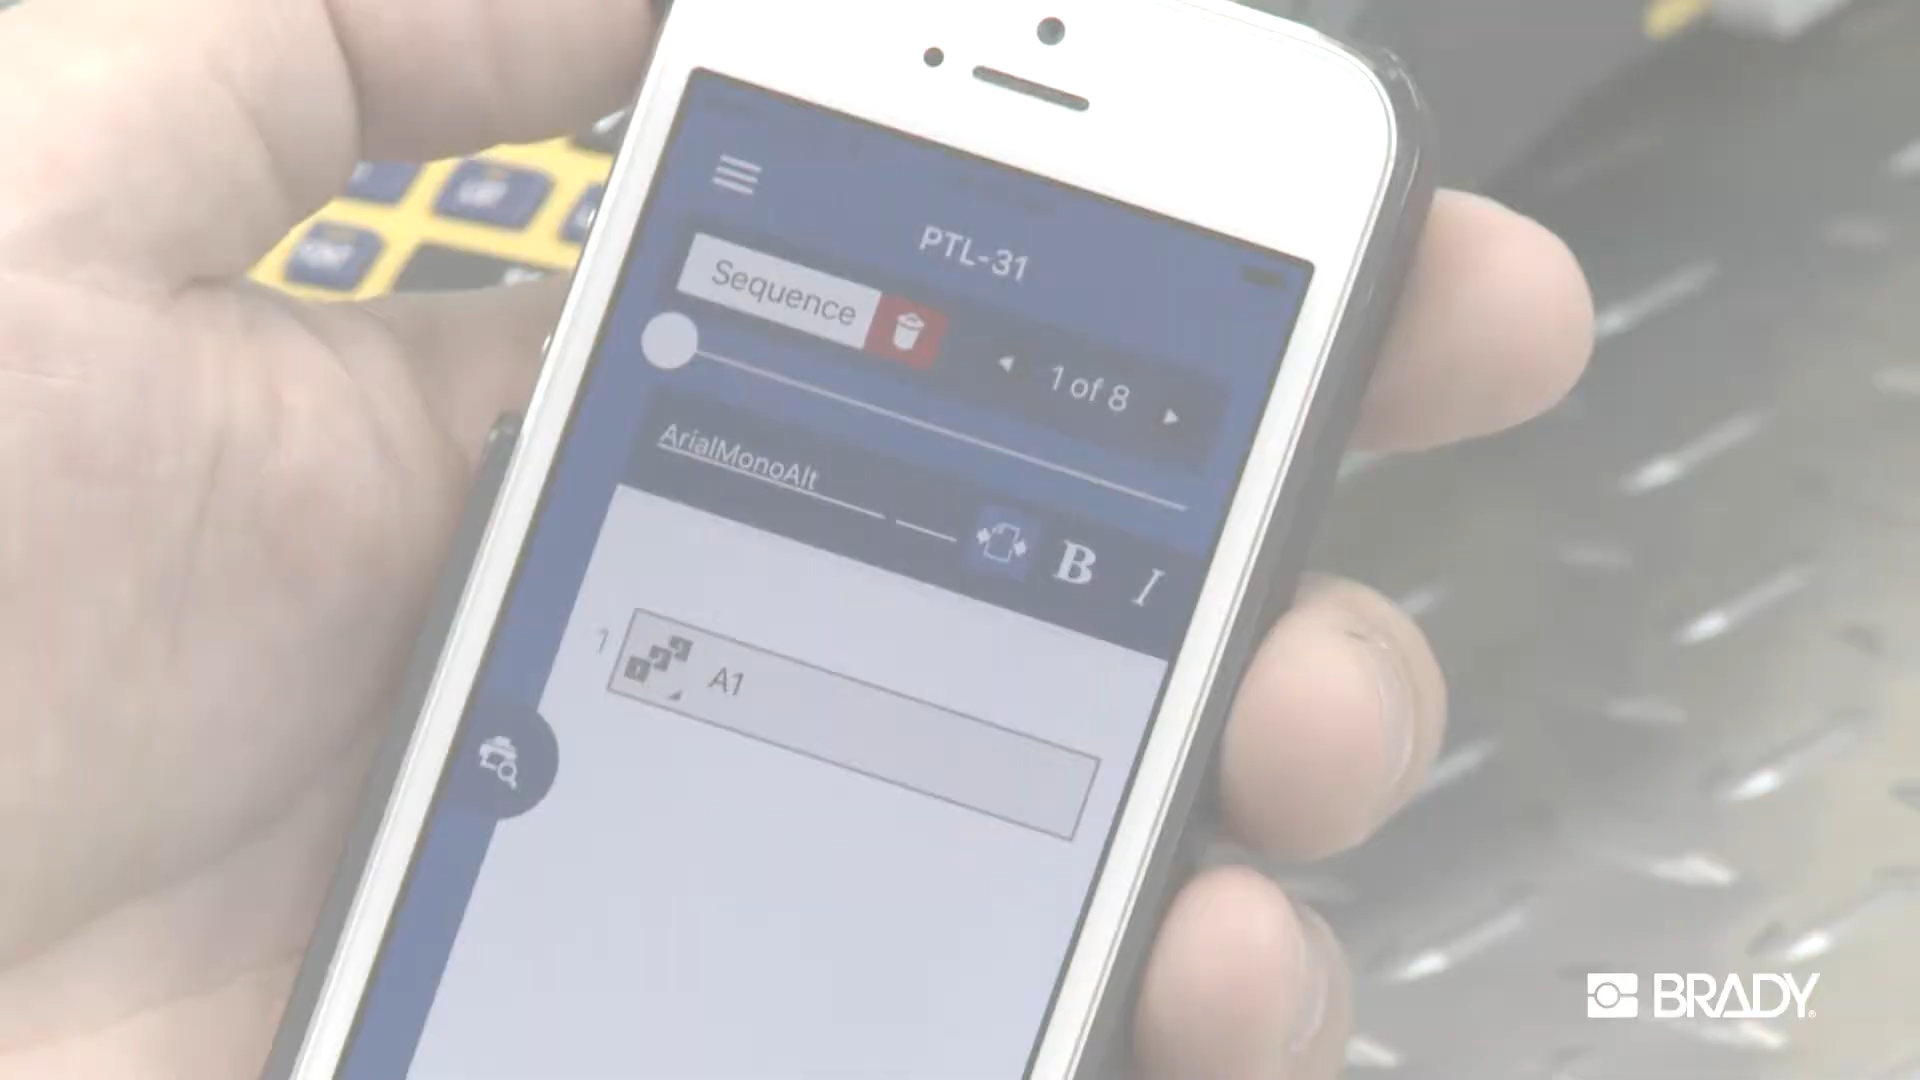 PTL-31
Sequence
1 of 8
ArialMonoAlt
B I
1 A1
BRADY